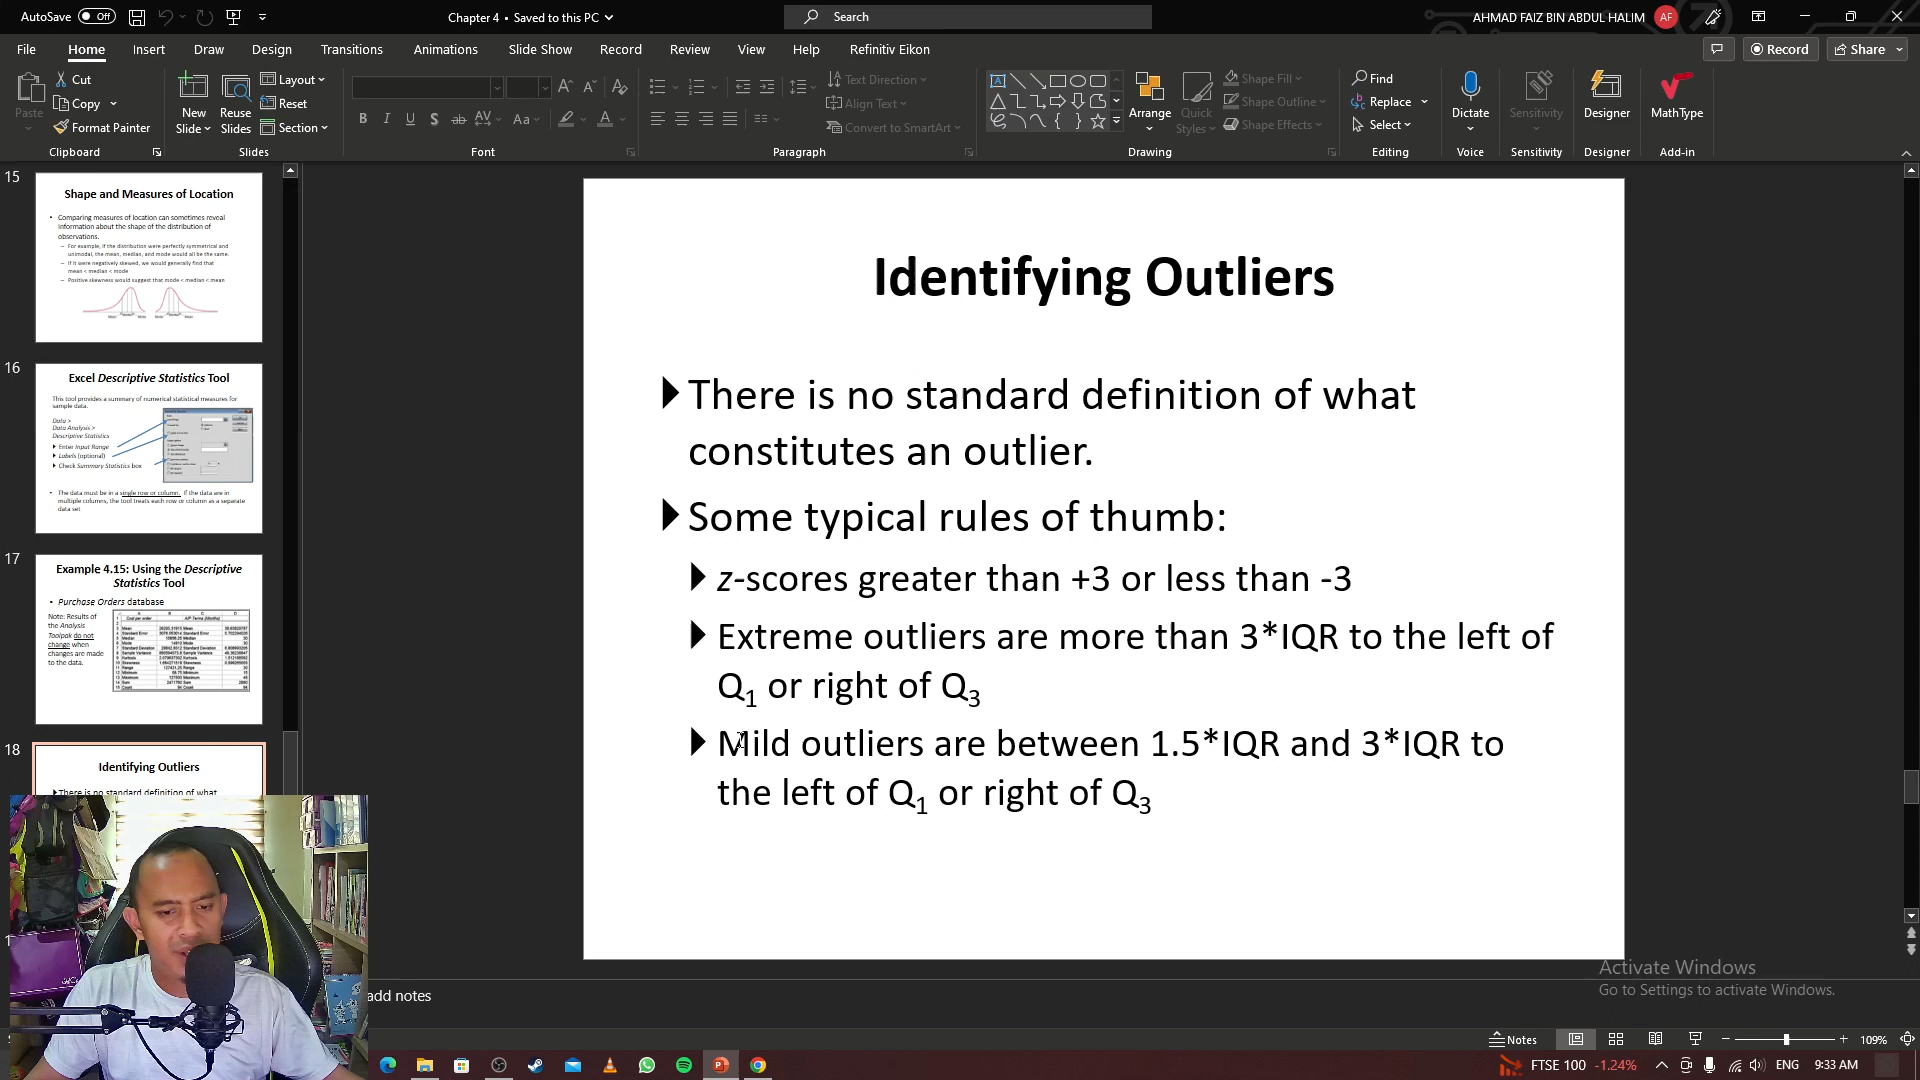 AutoSave Off
Chapter 4 • Saved to this PC
Search
AHMAD FAIZ BIN ABDUL HALIM
AF
File Home Insert Draw Design Transitions Animations Slide Show Record Review View Help Refinitiv Eikon
Record
Share
Paste
Cut
Copy
Format Painter
Clipboard
New Slide
Reuse Slides
Layout
Reset
Section
Slides
Font
Text Direction
Align Text
Convert to SmartArt
Paragraph
Arrange
Quick Styles
Shape Fill
Shape Outline
Shape Effects
Drawing
Find
Replace
Select
Editing
Dictate
Voice
Sensitivity
Sensitivity
Designer
Designer
MathType
Add-in
15
Shape and Measures of Location
• Comparing measures of location can sometimes reveal
information about the shape of the distribution of
observations.
– For example, if the distribution were perfectly symmetrical and
unimodal, the mean, median, and mode would all be the same.
– If it were negatively skewed, we would generally find that
mean < median < mode
– Positive skewness would suggest that mode < median < mean
16
Excel Descriptive Statistics Tool
This tool provides a summary of numerical statistical measures for
sample data.
Data >
Data Analysis >
Descriptive Statistics
Enter Input Range
Labels (optional)
Check Summary Statistics box
• The data must be in a single row or column. If the data are in
multiple columns, the tool treats each row or column as a separate
data set
17
Example 4.15: Using the Descriptive
Statistics Tool
• Purchase Orders database
Note: Results of
the Analysis
Toolpak do not
change when
changes are made
to the data.
18
Identifying Outliers
There is no standard definition of what
Identifying Outliers
There is no standard definition of what
constitutes an outlier.
Some typical rules of thumb:
z-scores greater than +3 or less than -3
Extreme outliers are more than 3*IQR to the left of
Q1 or right of Q3
Mild outliers are between 1.5*IQR and 3*IQR to
the left of Q1 or right of Q3
Activate Windows
Go to Settings to activate Windows.
add notes
Notes
109%
FTSE 100 -1.24%
ENG
9:33 AM